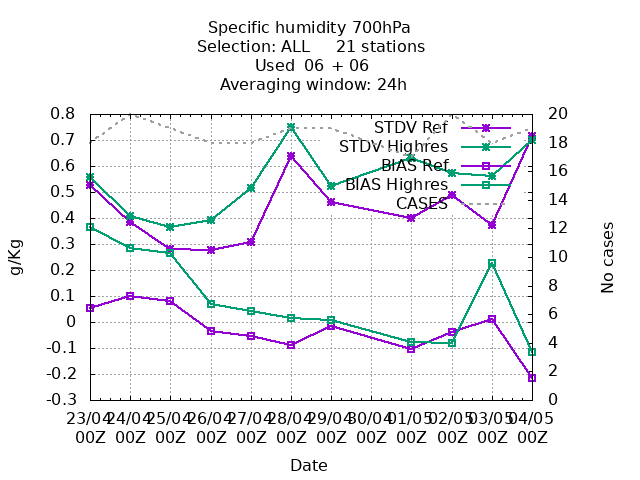 Specific humidity 700hPa
Selection: ALL 21 stations
Used 06 + 06
Averaging window: 24h
0.8
0.7
0.6
0.5
0.4
0.3
0.2
0.1
0
-0.1
-0.2
-0.3
g/Kg
STDV Ref
STDV Highres
BIAS Ref
BIAS Highres
CASES
20
18
16
14
12
10
8
6
4
2
0
No cases
23/04 24/04 25/04 26/04 27/04 28/04 29/04 30/04 01/05 02/05 03/05 04/05
00Z 00Z 00Z 00Z 00Z 00Z 00Z 00Z 00Z 00Z 00Z 00Z
Date